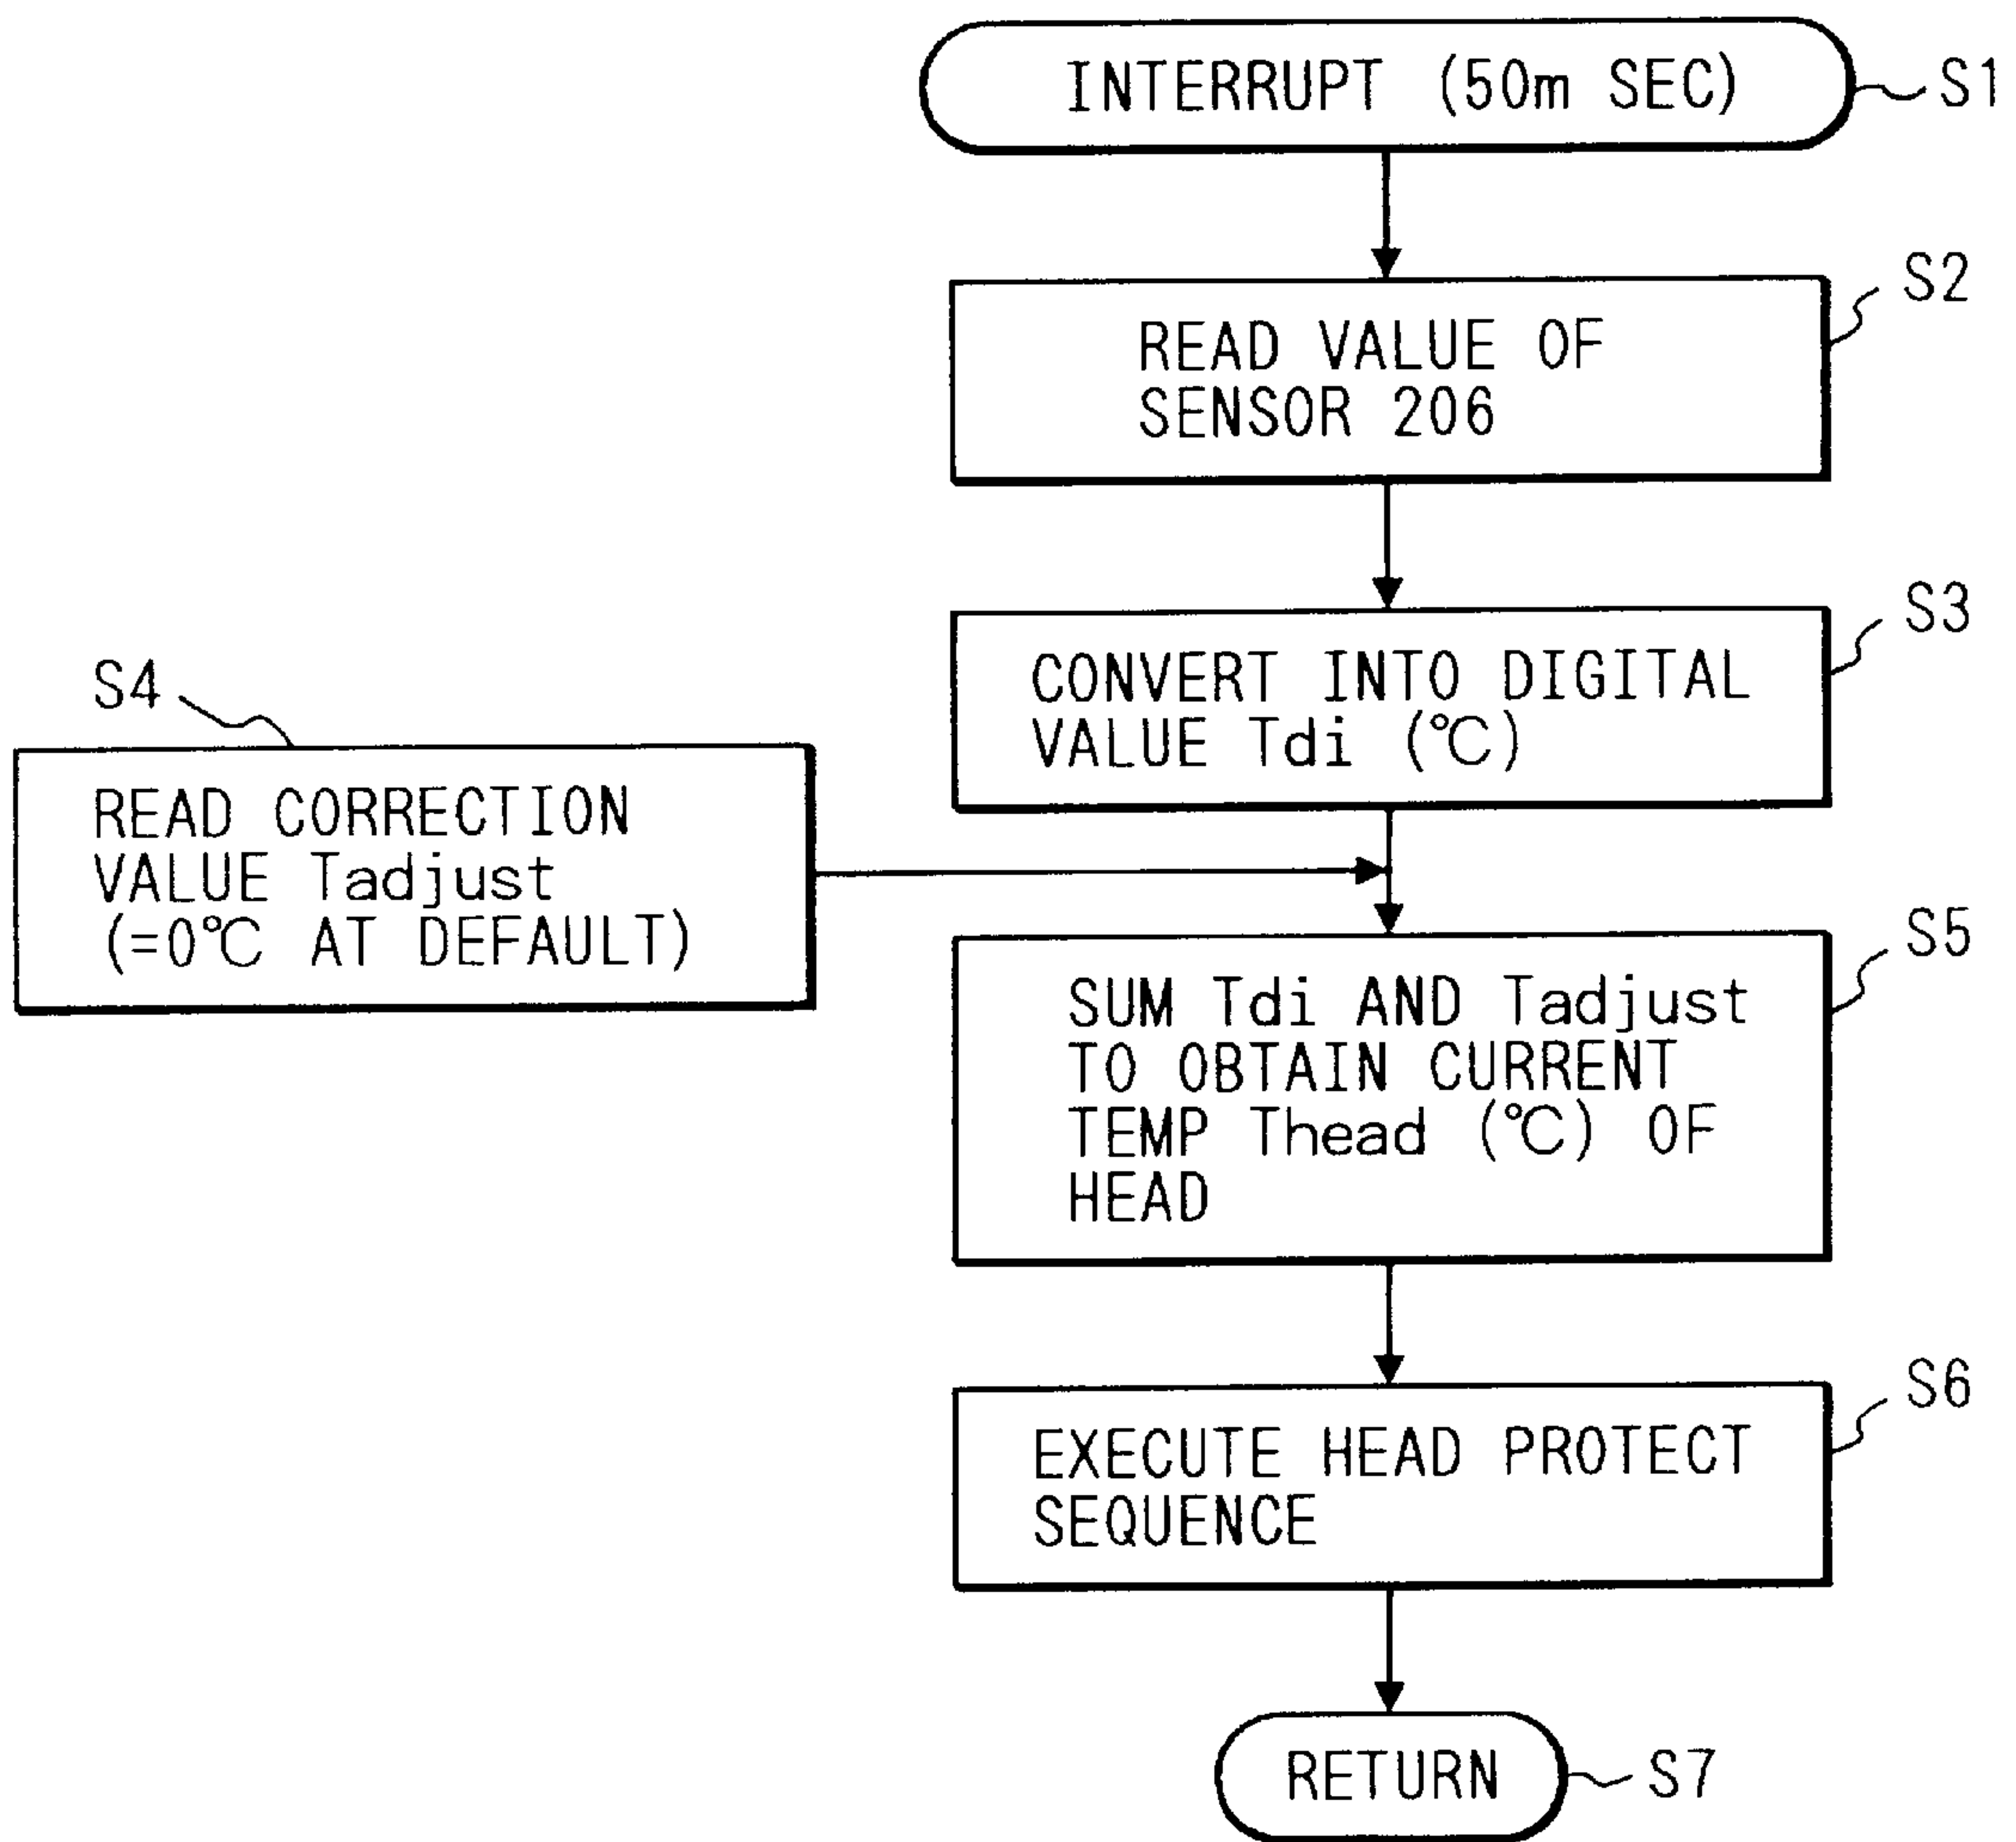 INTERRUPT (50m SEC)
S1
READ VALUE OF
SENSOR 206
S2
CONVERT INTO DIGITAL
VALUE Tdi (℃)
S3
S4
READ CORRECTION
VALUE Tadjust
(=0℃ AT DEFAULT)
SUM Tdi AND Tadjust
TO OBTAIN CURRENT
TEMP Thead (℃) OF
HEAD
S5
EXECUTE HEAD PROTECT
SEQUENCE
S6
RETURN
S7